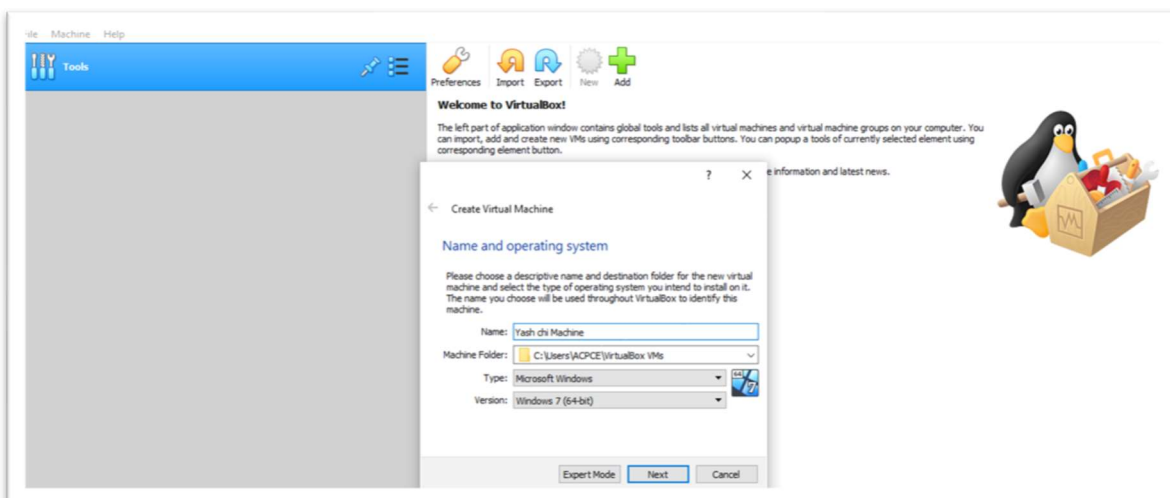 ile Machine Help
Tools
Preferences Import Export New Add
Welcome to VirtualBox!
The left part of application window contains global tools and lists all virtual machines and virtual machine groups on your computer. You
can import, add and create new VMs using corresponding toolbar buttons. You can popup a tools of currently selected element using
corresponding element button.
e information and latest news.
? ×
Create Virtual Machine
Name and operating system
Please choose a descriptive name and destination folder for the new virtual
machine and select the type of operating system you intend to install on it.
The name you choose will be used throughout VirtualBox to identify this
machine.
Name: Yash chi Machine
Machine Folder: C:\Users\ACPCE\VirtualBox VMs
Type: Microsoft Windows
64
7
Version: Windows 7 (64-bit)
Expert Mode Next Cancel